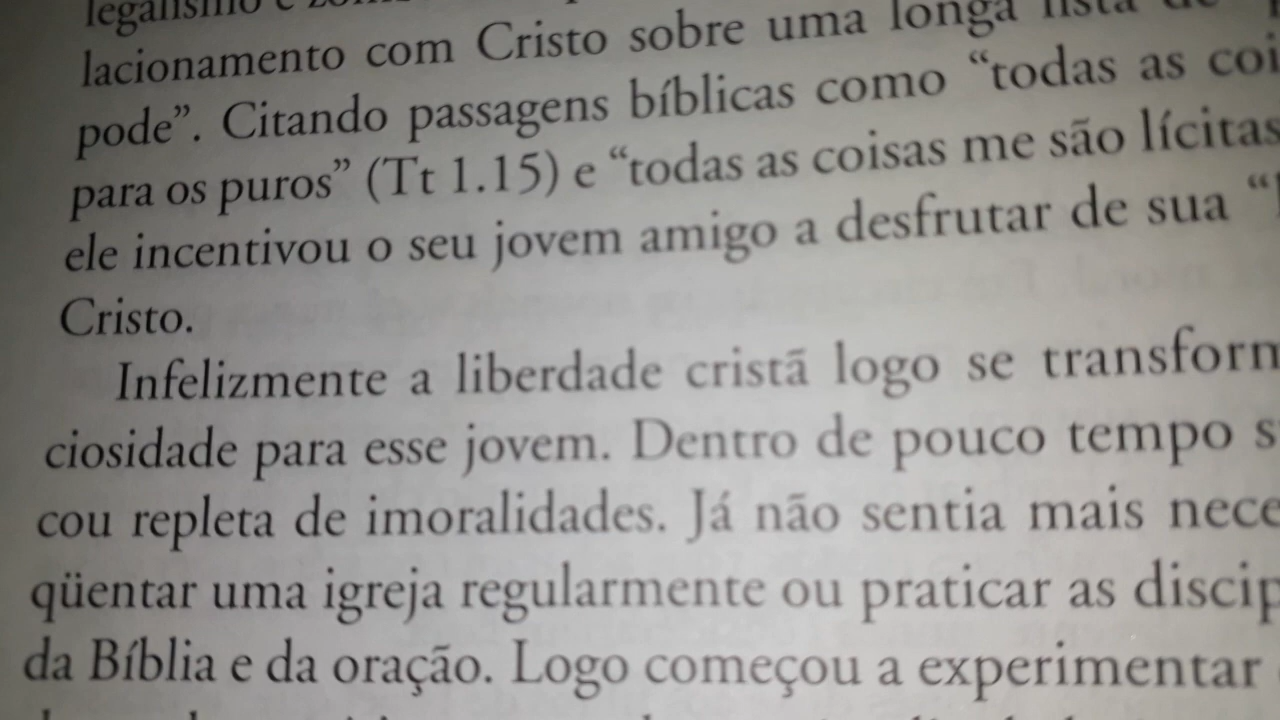 legalismo e
lacionamento com Cristo sobre uma longa lista de
pode”. Citando passagens bíblicas como “todas as
para os puros” (Tt 1.15) e “todas as coisas me são lícitas
ele incentivou o seu jovem amigo a desfrutar de sua
Cristo.
Infelizmente a liberdade cristã logo se
ciosidade para esse jovem. Dentro de pouco tempo
cou repleta de imoralidades. Já não sentia mais
qüentar uma igreja regularmente ou praticar as
da Bíblia e da oração. Logo começou a experimentar